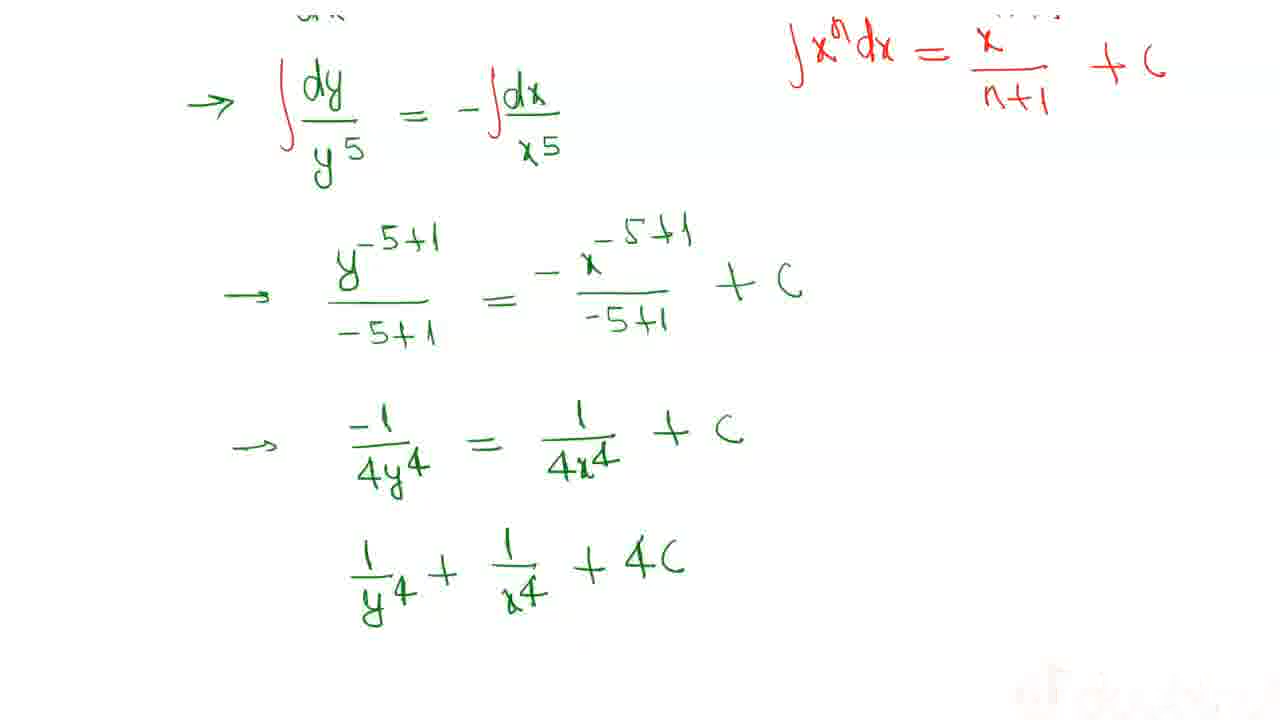 ∫xⁿdx = x/(n+1) + C
→ ∫dy/y⁵ = -∫dx/x⁵
→ y⁻⁵⁺¹/(-5+1) = - x⁻⁵⁺¹/(-5+1) + C
→ -1/(4y⁴) = 1/(4x⁴) + C
1/y⁴ + 1/x⁴ + 4C